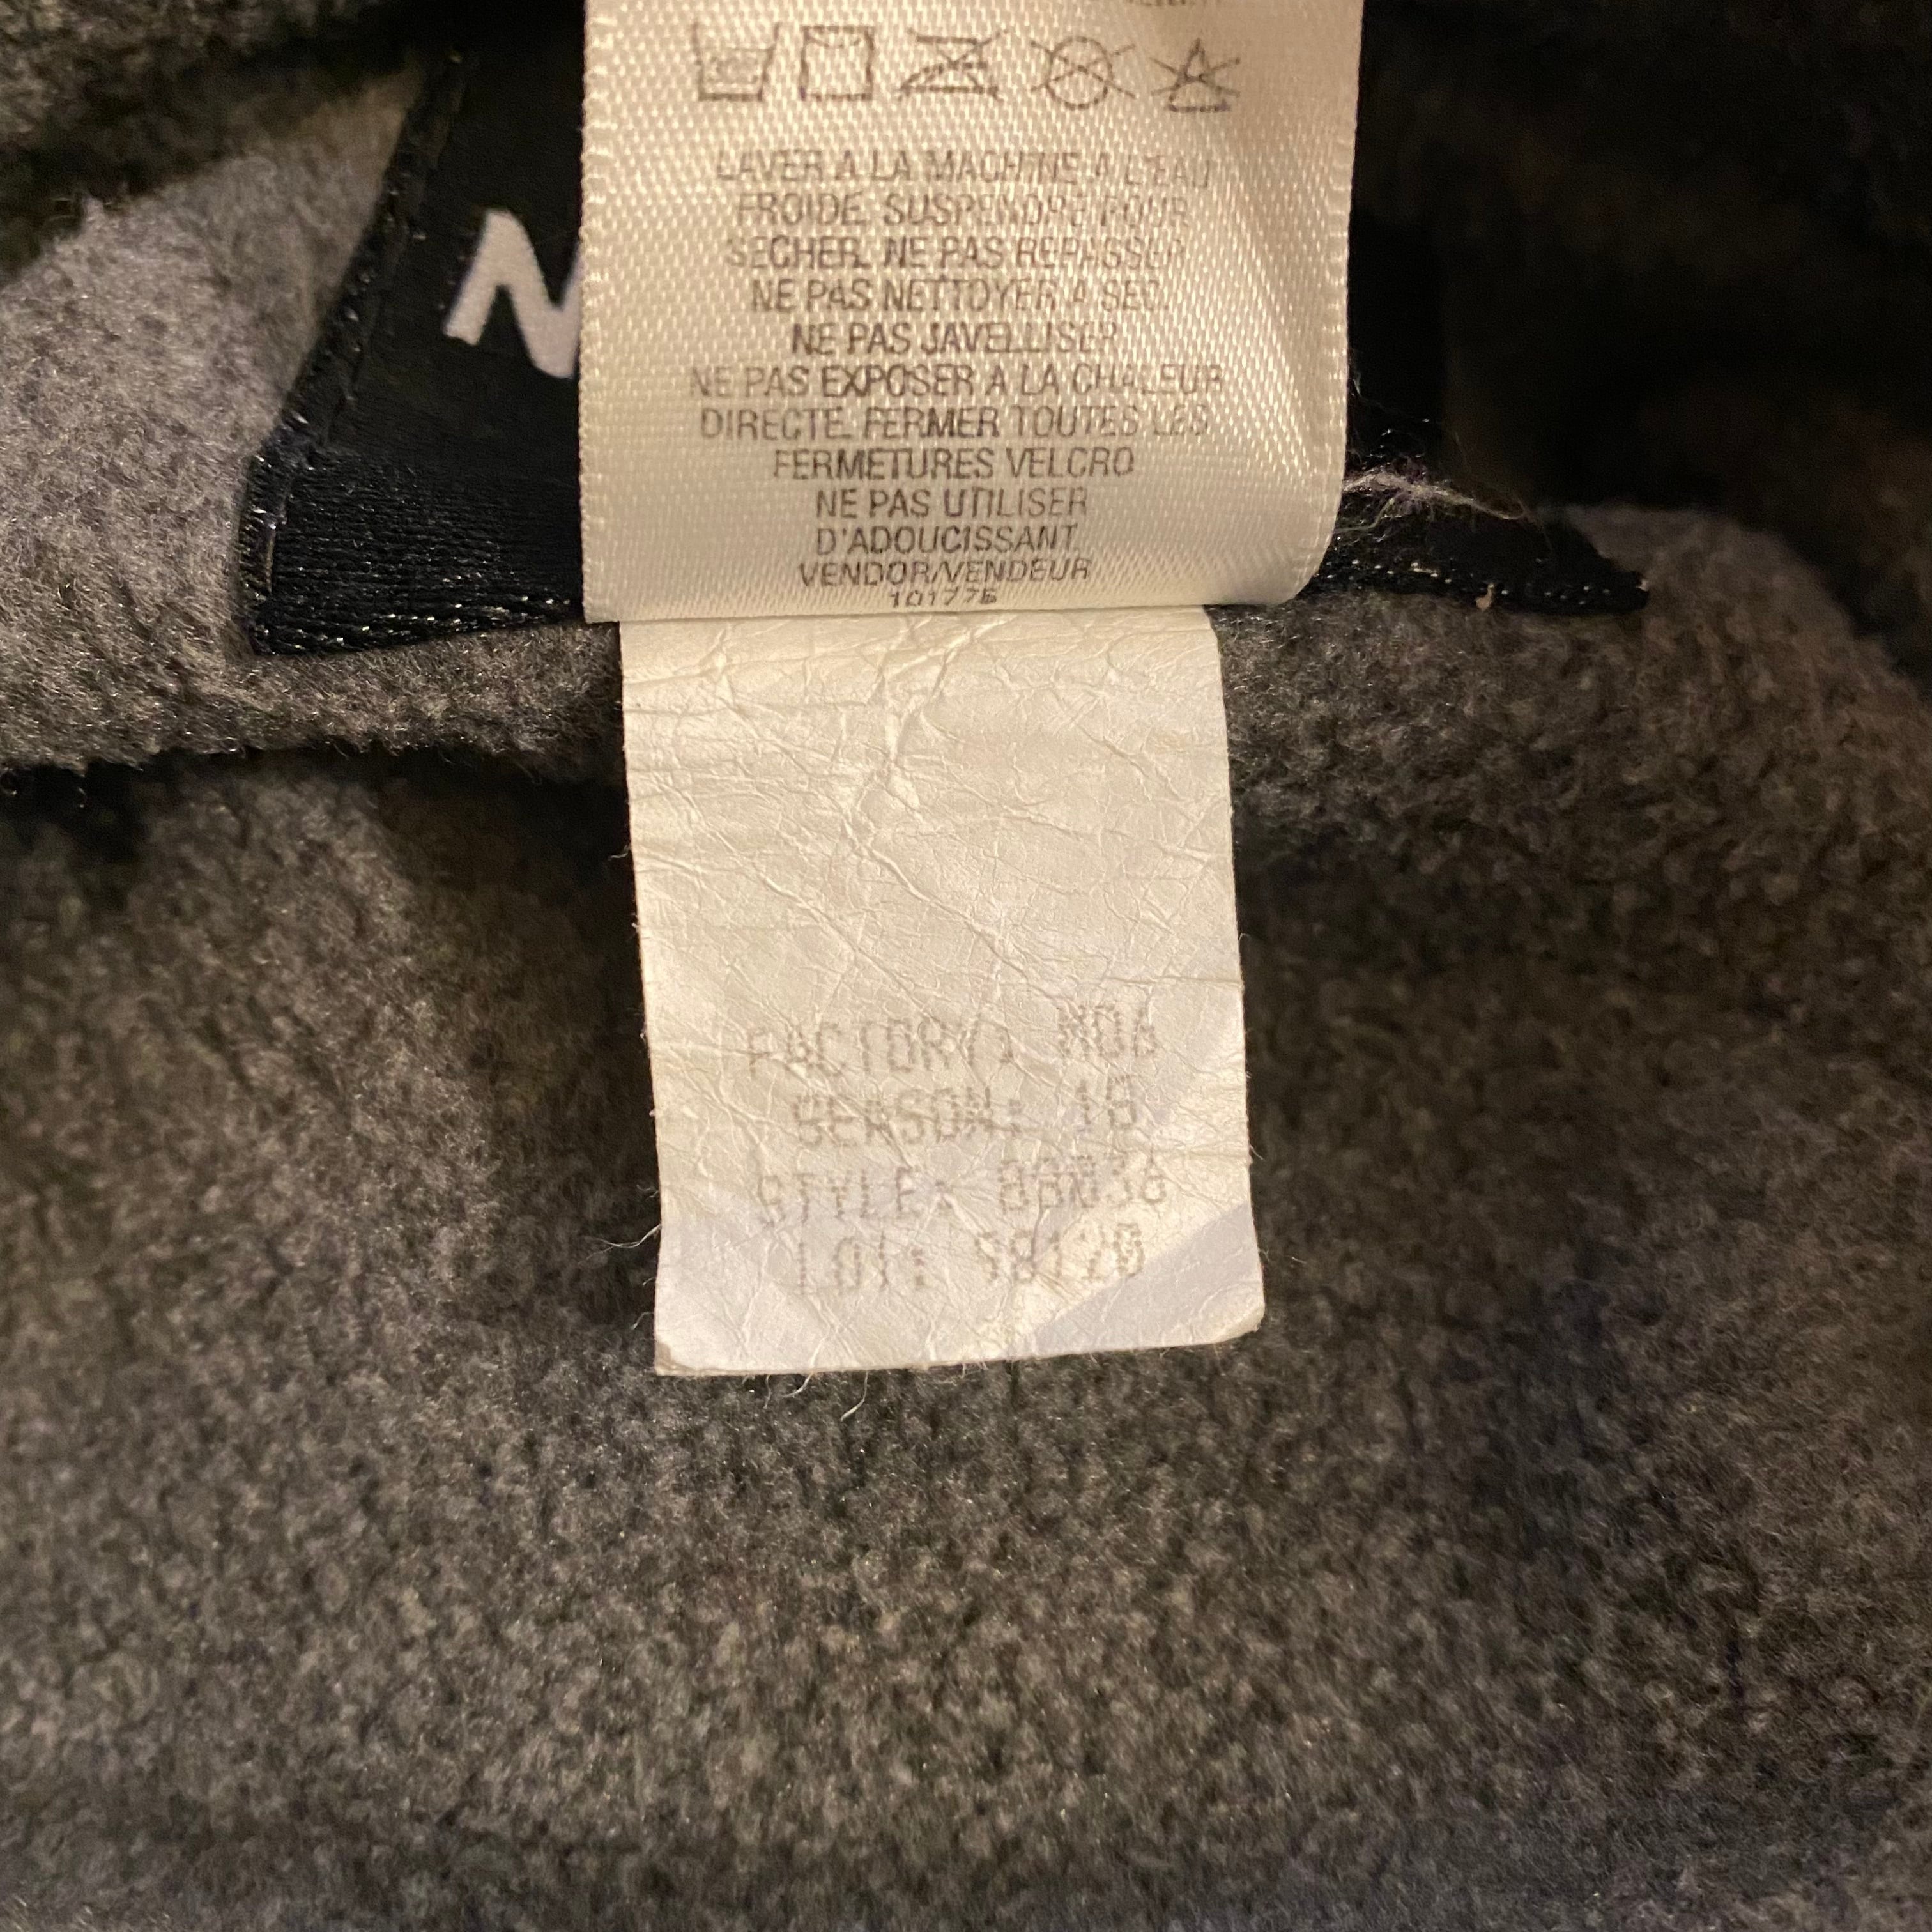 LAVER A LA MACHINE A L'EAU
FROIDE. SUSPENDRE POUR
SECHER. NE PAS REPASSER
NE PAS NETTOYER A SEC.
NE PAS JAVELLISER
NE PAS EXPOSER A LA CHALEUR
DIRECTE. FERMER TOUTES LES
FERMETURES VELCRO
NE PAS UTILISER
D'ADOUCISSANT.
VENDOR/VENDEUR
101776
FACTORY: MDA
SEASON:
STYLE:
LOT: 98120